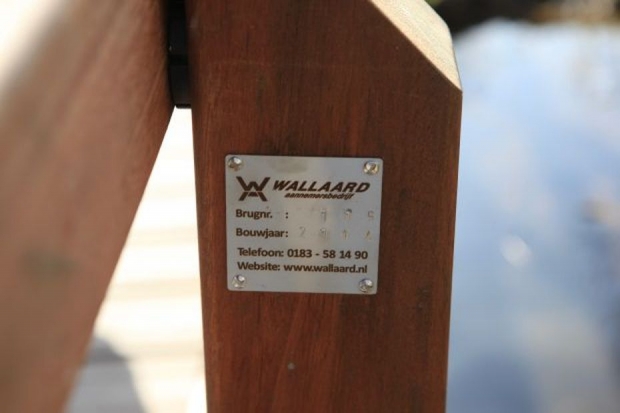 WALLAARD
aannemersbedrijf
Brugnr. :
Bouwjaar:
Telefoon: 0183 - 58 14 90
Website: www.wallaard.nl